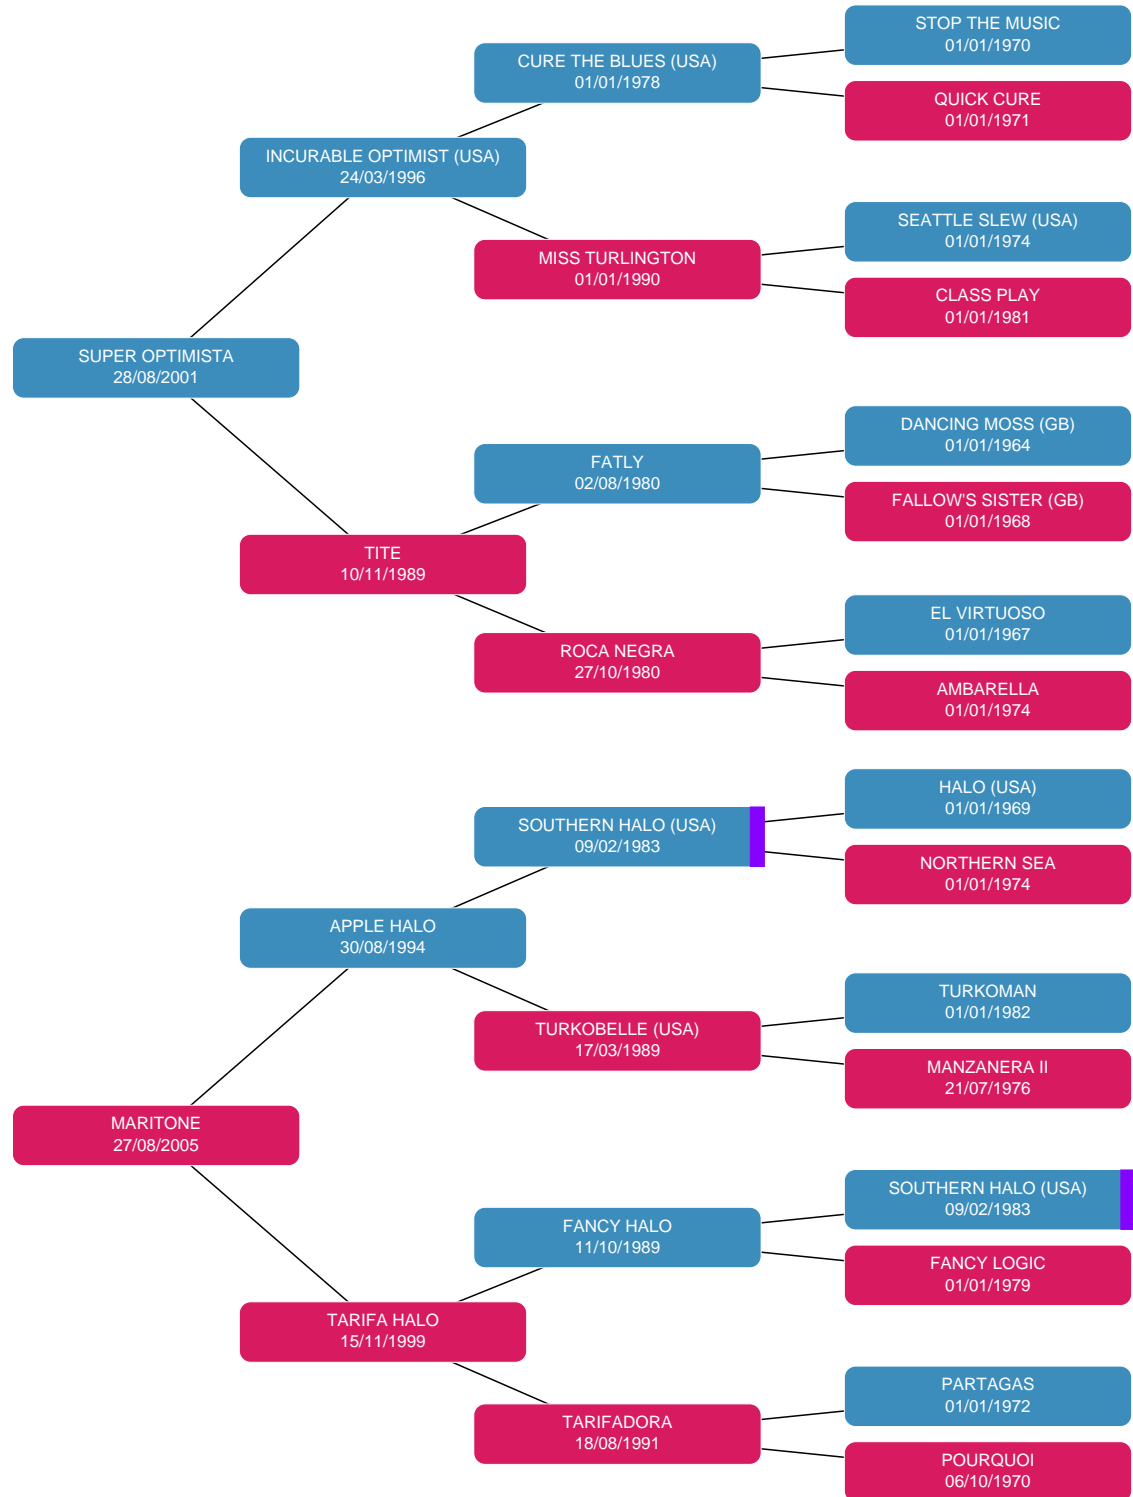 STOP THE MUSIC
01/01/1970
CURE THE BLUES (USA)
01/01/1978
QUICK CURE
01/01/1971
INCURABLE OPTIMIST (USA)
24/03/1996
SEATTLE SLEW (USA)
01/01/1974
MISS TURLINGTON
01/01/1990
CLASS PLAY
01/01/1981
SUPER OPTIMISTA
28/08/2001
DANCING MOSS (GB)
01/01/1964
FATLY
02/08/1980
FALLOW'S SISTER (GB)
01/01/1968
TITE
10/11/1989
EL VIRTUOSO
01/01/1967
ROCA NEGRA
27/10/1980
AMBARELLA
01/01/1974
HALO (USA)
01/01/1969
SOUTHERN HALO (USA)
09/02/1983
NORTHERN SEA
01/01/1974
APPLE HALO
30/08/1994
TURKOMAN
01/01/1982
TURKOBELLE (USA)
17/03/1989
MANZANERA II
21/07/1976
MARITONE
27/08/2005
SOUTHERN HALO (USA)
09/02/1983
FANCY HALO
11/10/1989
FANCY LOGIC
01/01/1979
TARIFA HALO
15/11/1999
PARTAGAS
01/01/1972
TARIFADORA
18/08/1991
POURQUOI
06/10/1970